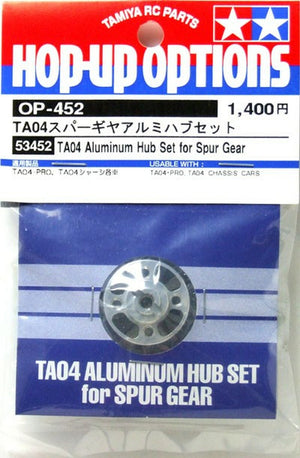 TAMIYA RC PARTS
HOP-UP OPTIONS
OP-452 1,400円
TA04スパーギヤアルミハブセット
53452 TA04 Aluminum Hub Set for Spur Gear
適用製品 USABLE WITH:
TA04-PRO、TA04シャーシ各車 TA04-PRO, TA04 CHASSIS CARS
TA04 ALUMINUM HUB SET
for SPUR GEAR